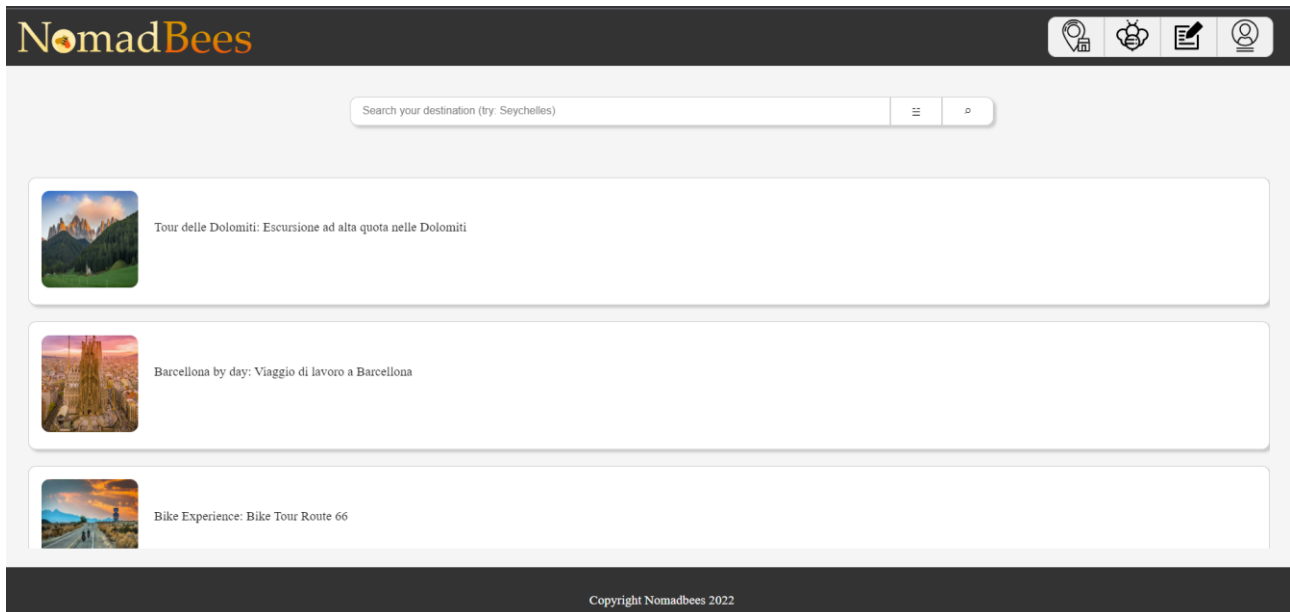 NomadBees
Search your destination (try: Seychelles)
Tour delle Dolomiti: Escursione ad alta quota nelle Dolomiti
Barcellona by day: Viaggio di lavoro a Barcellona
Bike Experience: Bike Tour Route 66
Copyright Nomadbees 2022